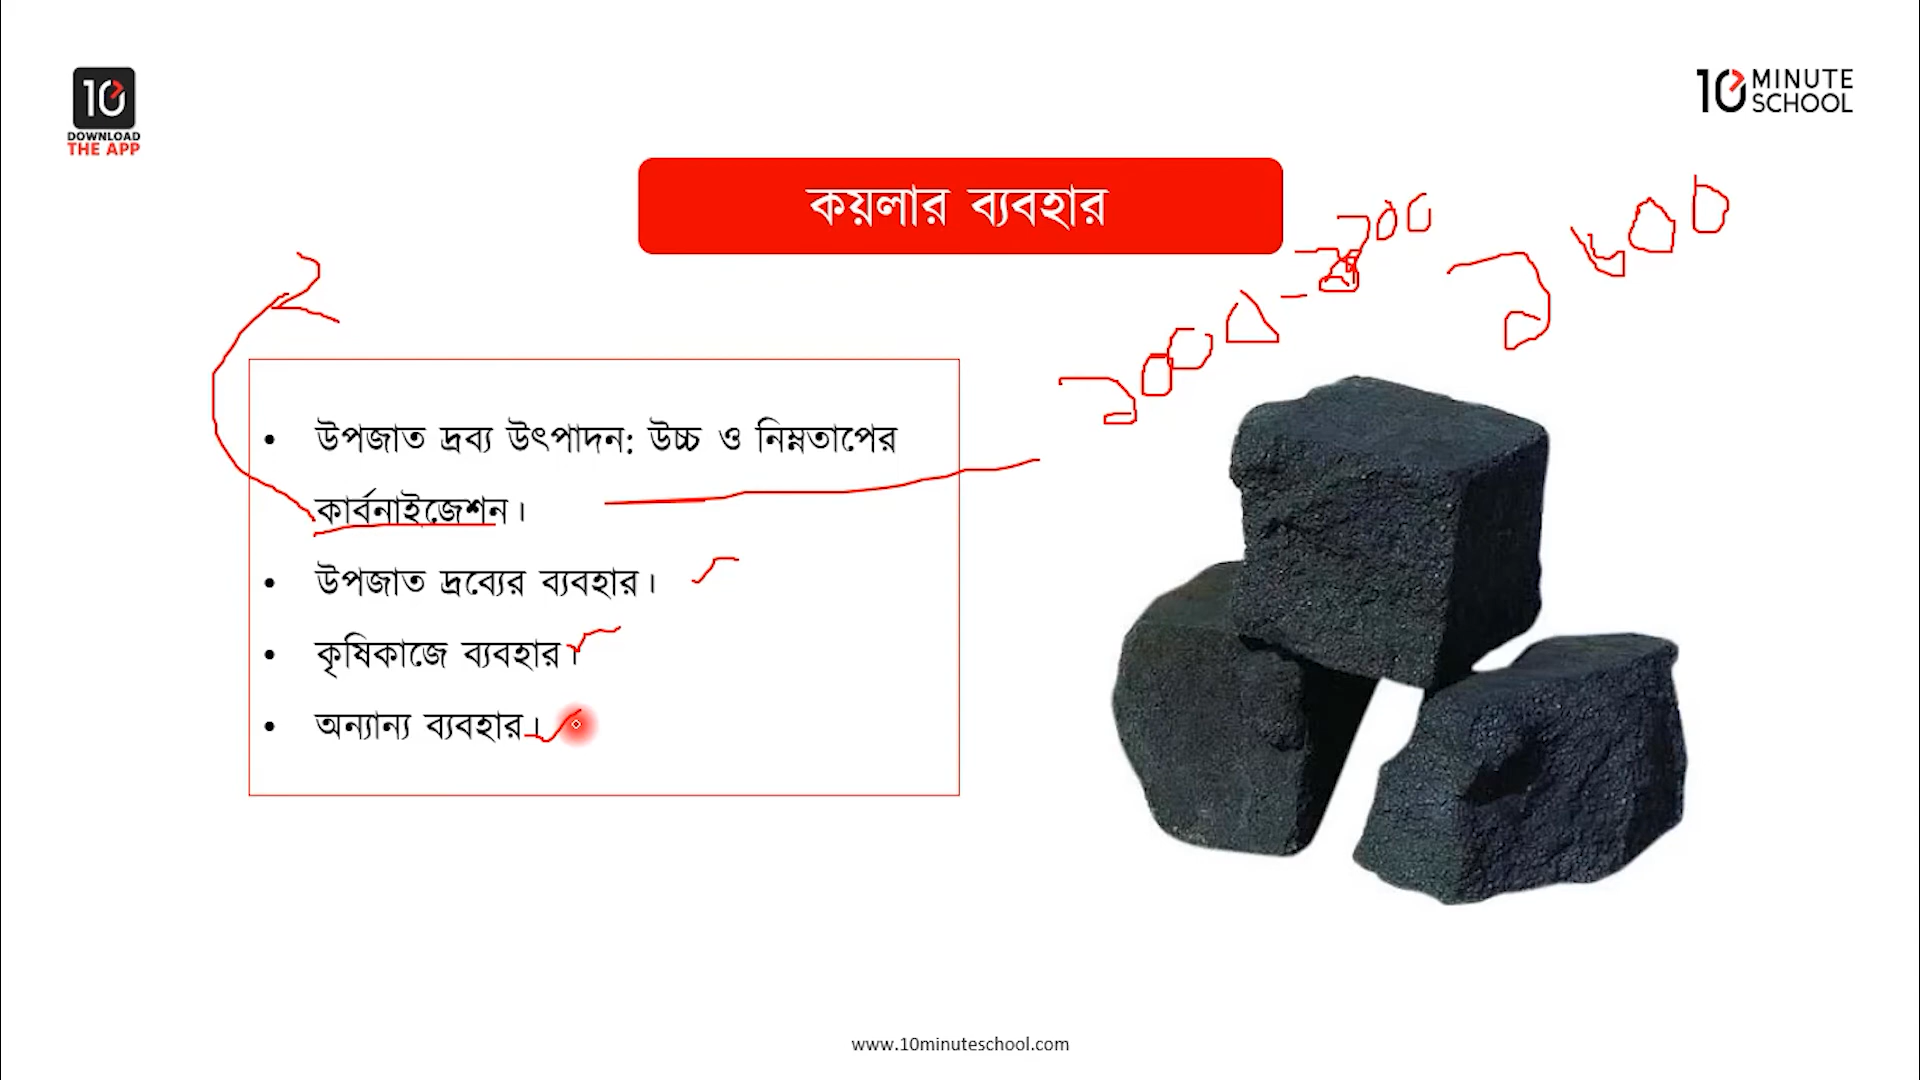 10
DOWNLOAD
THE APP
10 MINUTE
SCHOOL
কয়লার ব্যবহার
• উপজাত দ্রব্য উৎপাদন: উচ্চ ও নিম্নতাপের
কার্বনাইজেশন।
• উপজাত দ্রব্যের ব্যবহার।
• কৃষিকাজে ব্যবহার।
• অন্যান্য ব্যবহার।
www.10minuteschool.com